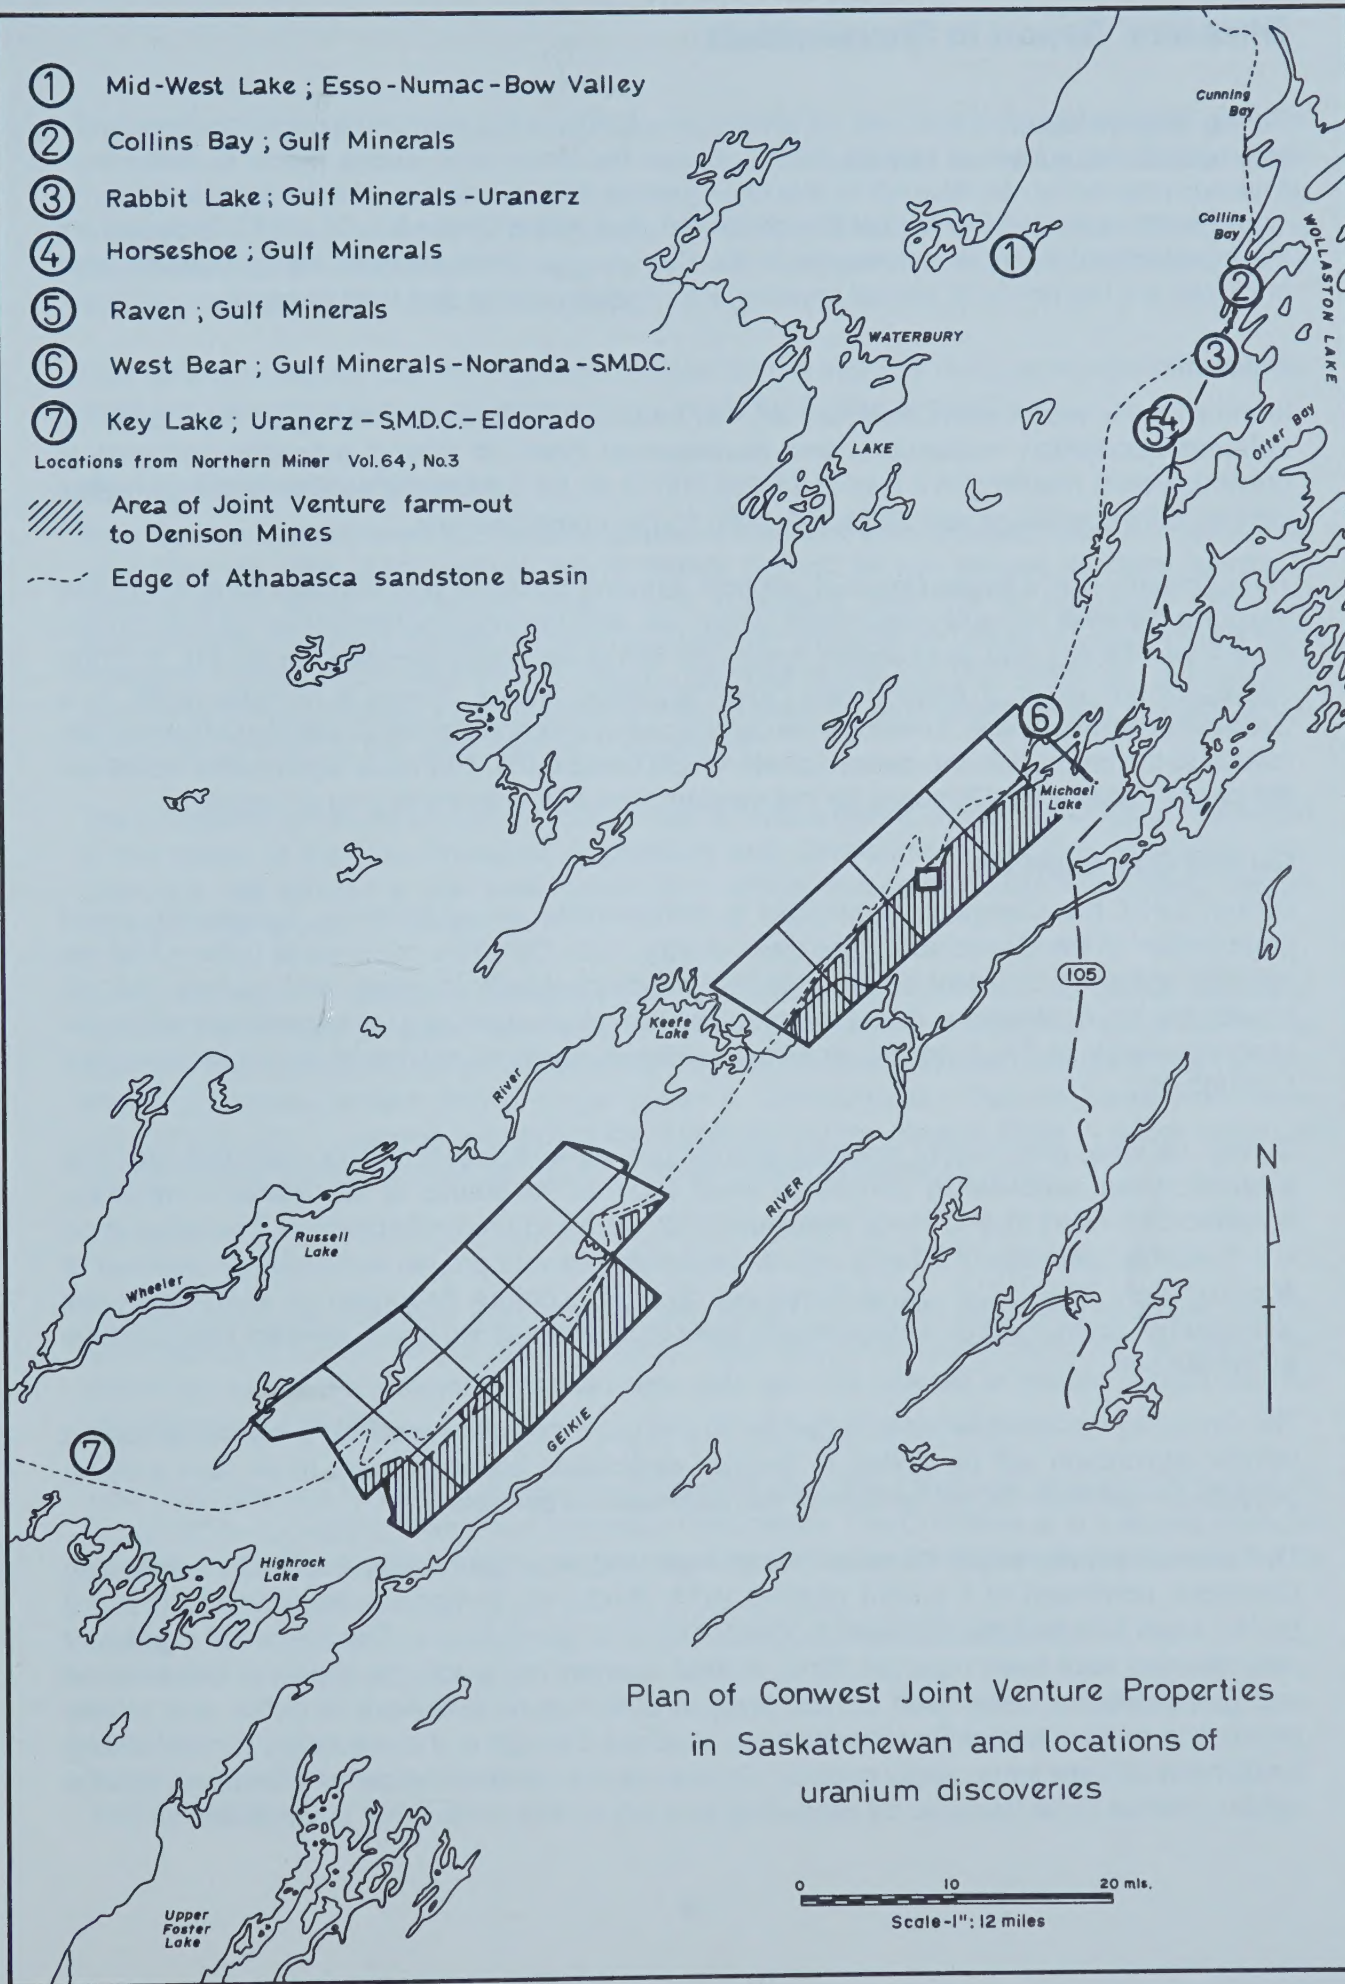 1 Mid-West Lake ; Esso-Numac-Bow Valley
2 Collins Bay ; Gulf Minerals
3 Rabbit Lake ; Gulf Minerals-Uranerz
4 Horseshoe ; Gulf Minerals
5 Raven ; Gulf Minerals
6 West Bear ; Gulf Minerals-Noranda-S.M.D.C.
7 Key Lake ; Uranerz-S.M.D.C.-Eldorado
Locations from Northern Miner Vol.64, No.3
Area of Joint Venture farm-out
to Denison Mines
Edge of Athabasca sandstone basin
Cunning
Bay
Collins
Bay
WOLLASTON LAKE
1
2
3
4
5
Otter Bay
WATERBURY
LAKE
6
Michael
Lake
105
Keefe
Lake
River
RIVER
N
Russell
Lake
Wheeler
GEIKIE
7
Highrock
Lake
Plan of Conwest Joint Venture Properties
in Saskatchewan and locations of
uranium discoveries
0 10 20 mls.
Scale-1": 12 miles
Upper
Foster
Lake